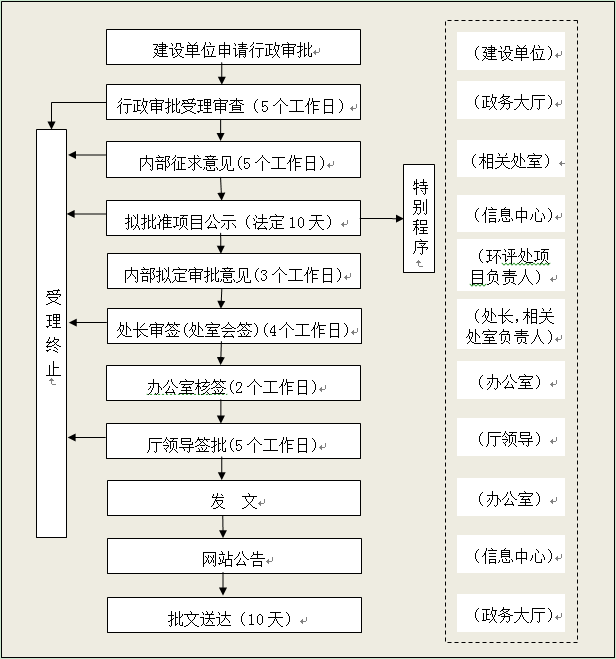 建设单位申请行政审批
（建设单位）
行政审批受理审查（5个工作日）
（政务大厅）
内部征求意见(5个工作日)
（相关处室）
特别程序
拟批准项目公示（法定10天）
（信息中心）
内部拟定审批意见(3个工作日)
（环评处项
目负责人）
受理终止
处长审签(处室会签)(4个工作日)
（处长,相关
处室负责人）
办公室核签(2个工作日)
（办公室）
厅领导签批(5个工作日)
（厅领导）
发 文
（办公室）
网站公告
（信息中心）
批文送达（10天）
（政务大厅）